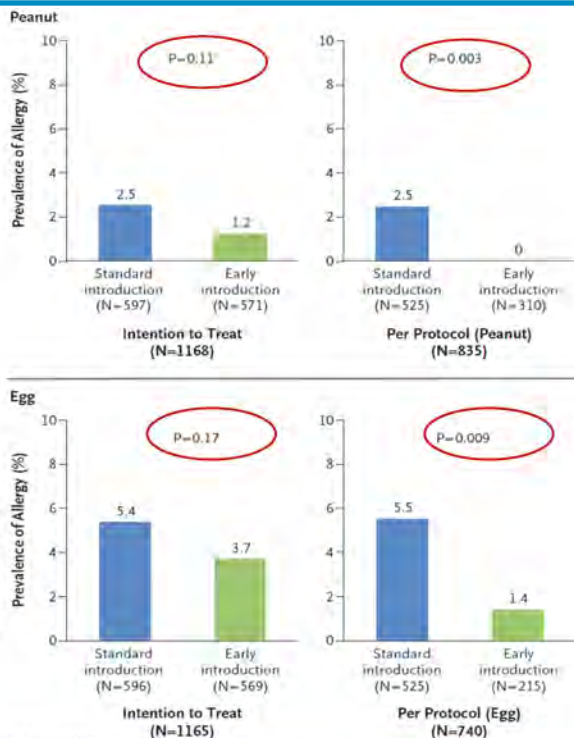 Peanut
Prevalence of Allergy (%)
10
8
6
4
2
0
P=0.11
2.5
1.2
Standard
introduction
(N=597)
Early
introduction
(N=571)
Intention to Treat
(N=1168)
10
8
6
4
2
0
P=0.003
2.5
0
Standard
introduction
(N=525)
Early
introduction
(N=310)
Per Protocol (Peanut)
(N=835)
Egg
Prevalence of Allergy (%)
10
8
6
4
2
0
P=0.17
5.4
3.7
Standard
introduction
(N=596)
Early
introduction
(N=569)
Intention to Treat
(N=1165)
10
8
6
4
2
0
P=0.009
5.5
1.4
Standard
introduction
(N=525)
Early
introduction
(N=215)
Per Protocol (Egg)
(N=740)